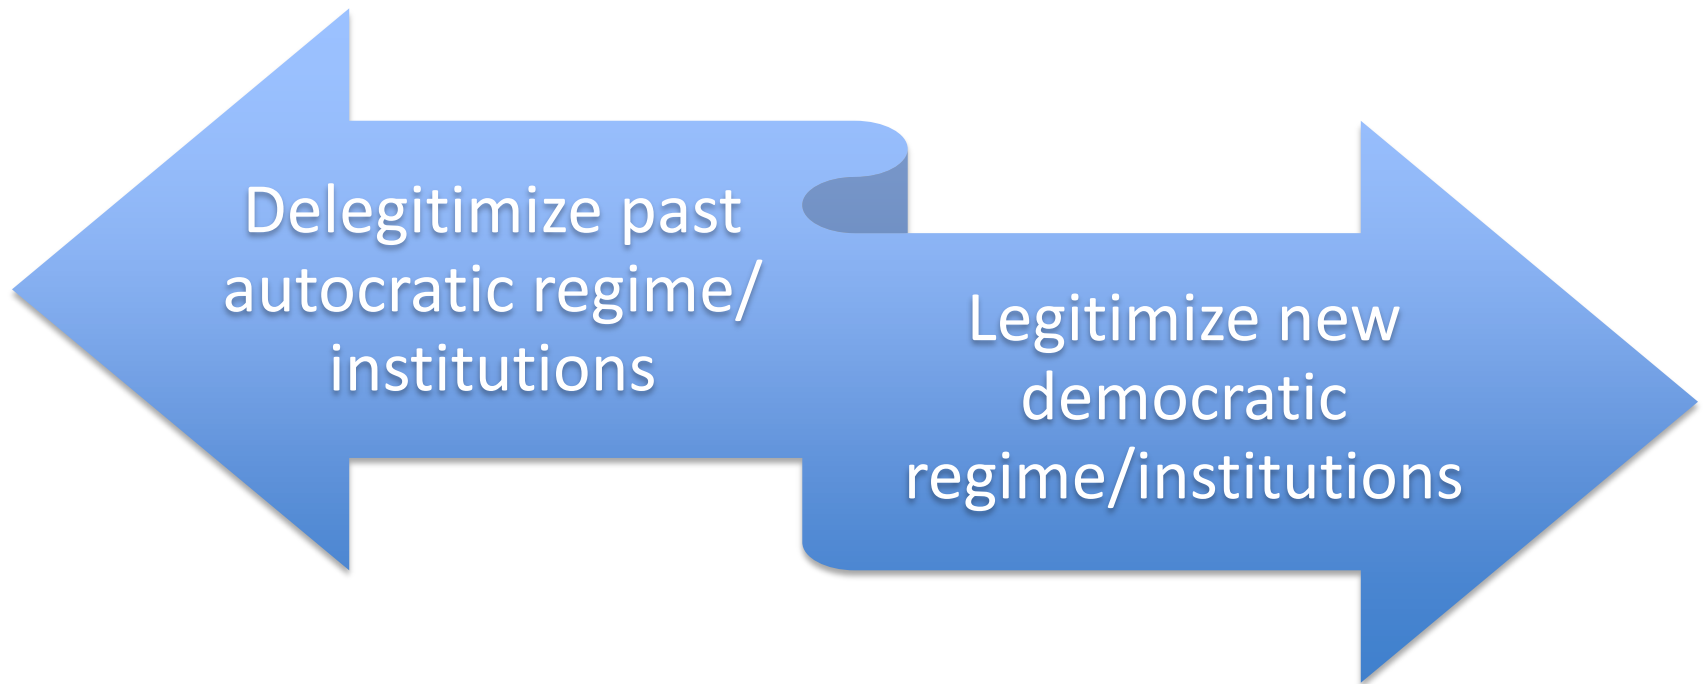 Delegitimize past
autocratic regime/
institutions
Legitimize new
democratic
regime/institutions